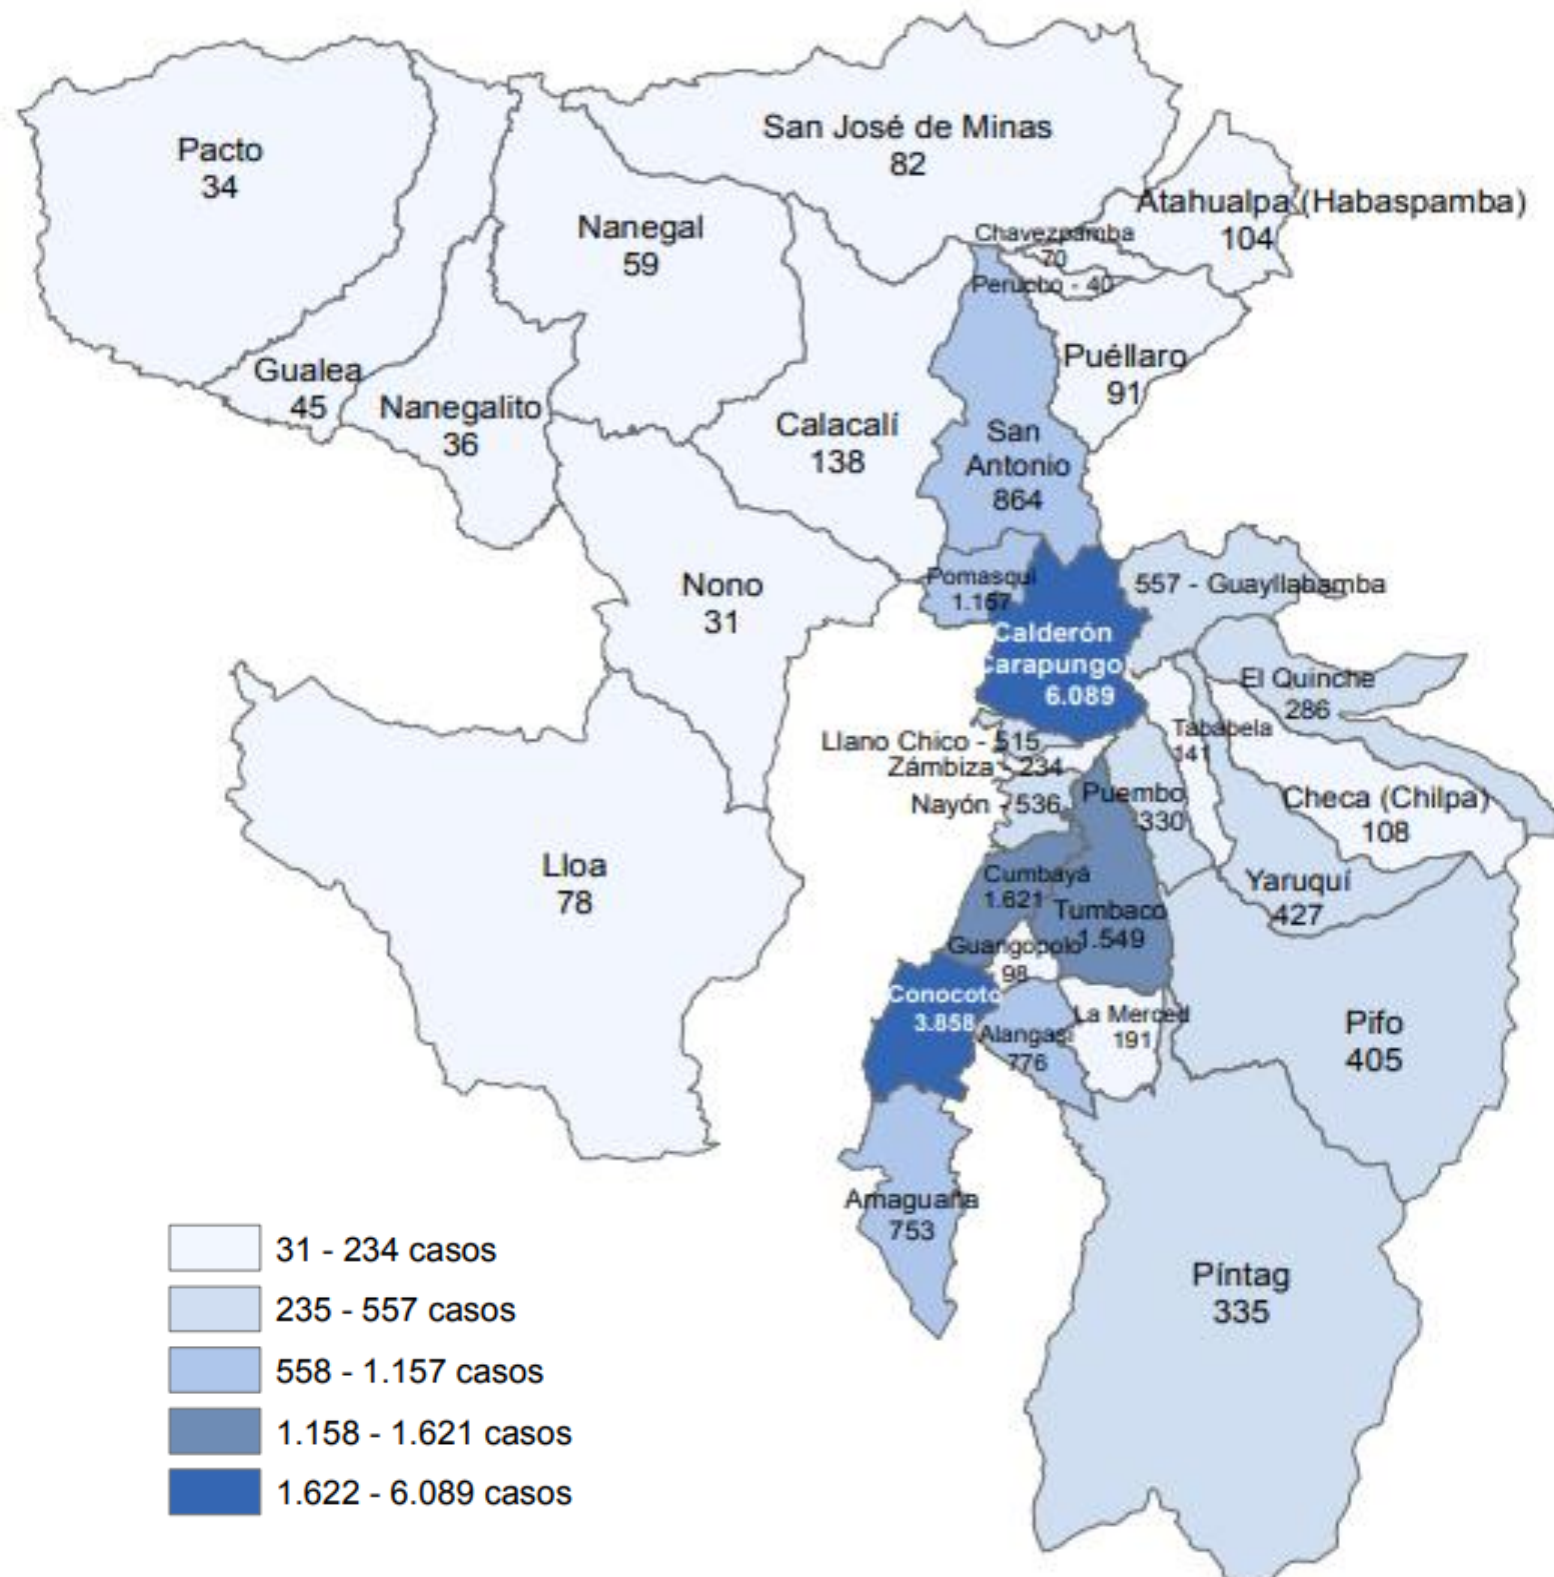 San José de Minas
82
Pacto
34
Atahualpa (Habaspamba)
104
Nanegal
59
Chavezpamba
70
Perucho - 40
Puéllaro
91
Gualea
45
Nanegalito
36
Calacalí
138
San
Antonio
864
Pomasqui
1.157
557 - Guayllabamba
Nono
31
Calderón
Carapungo
6.089
El Quinche
286
Tababela
141
Llano Chico - 515
Zámbiza - 234
Nayón - 536
Puembo
330
Checa (Chilpa)
108
Lloa
78
Cumbayá
1.621
Yaruquí
427
Tumbaco
1.549
Guangopolo
98
Conocoto
3.858
La Merced
191
Alangasí
776
Pifo
405
Amaguaña
753
Píntag
335
31 - 234 casos
235 - 557 casos
558 - 1.157 casos
1.158 - 1.621 casos
1.622 - 6.089 casos